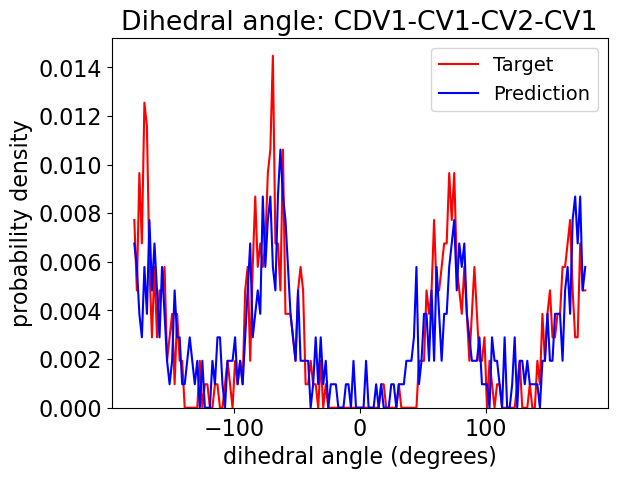 Dihedral angle: CDV1-CV1-CV2-CV1
Target
Prediction
probability density
0.014
0.012
0.010
0.008
0.006
0.004
0.002
0.000
−100
0
100
dihedral angle (degrees)